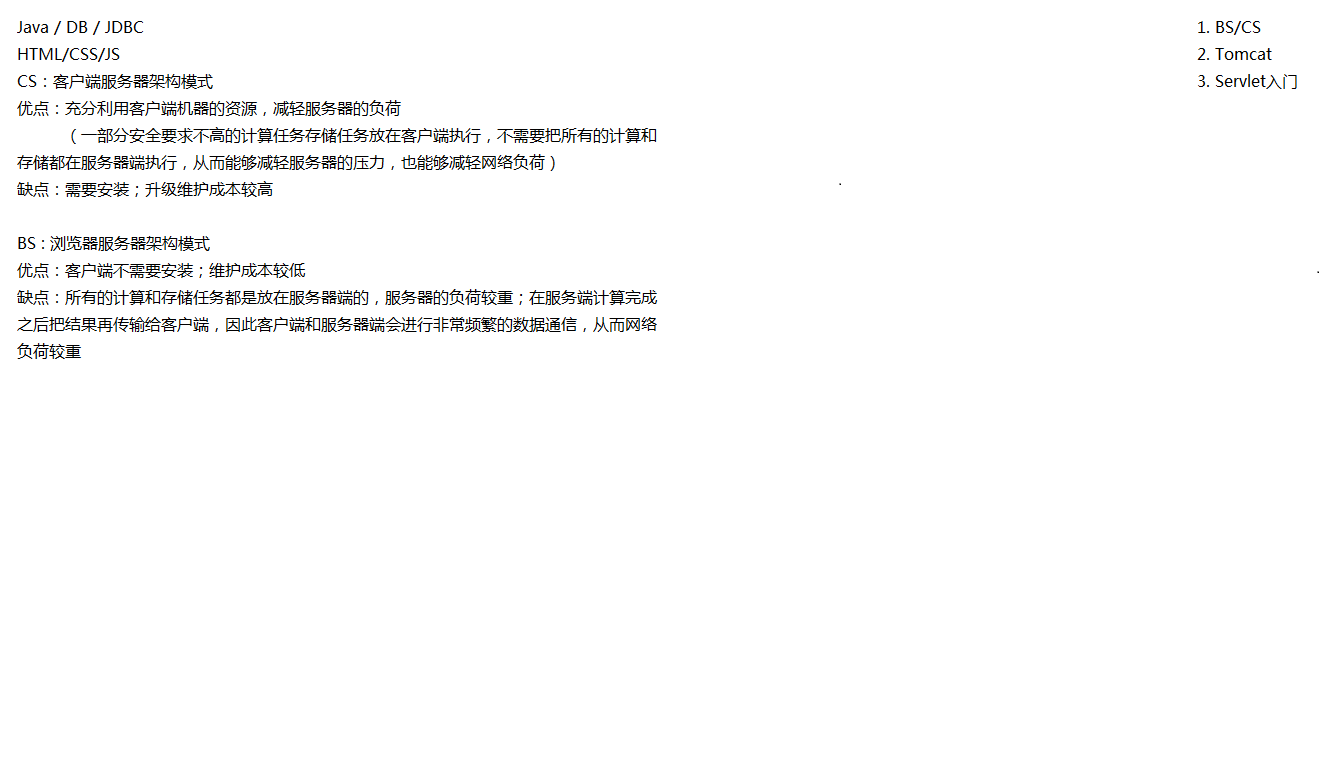 Java / DB / JDBC
HTML/CSS/JS
CS：客户端服务器架构模式
优点：充分利用客户端机器的资源，减轻服务器的负荷
（一部分安全要求不高的计算任务存储任务放在客户端执行，不需要把所有的计算和
存储都在服务器端执行，从而能够减轻服务器的压力，也能够减轻网络负荷）
缺点：需要安装；升级维护成本较高
BS：浏览器服务器架构模式
优点：客户端不需要安装；维护成本较低
缺点：所有的计算和存储任务都是放在服务器端的，服务器的负荷较重；在服务端计算完成
之后把结果再传输给客户端，因此客户端和服务器端会进行非常频繁的数据通信，从而网络
负荷较重
1. BS/CS
2. Tomcat
3. Servlet入门